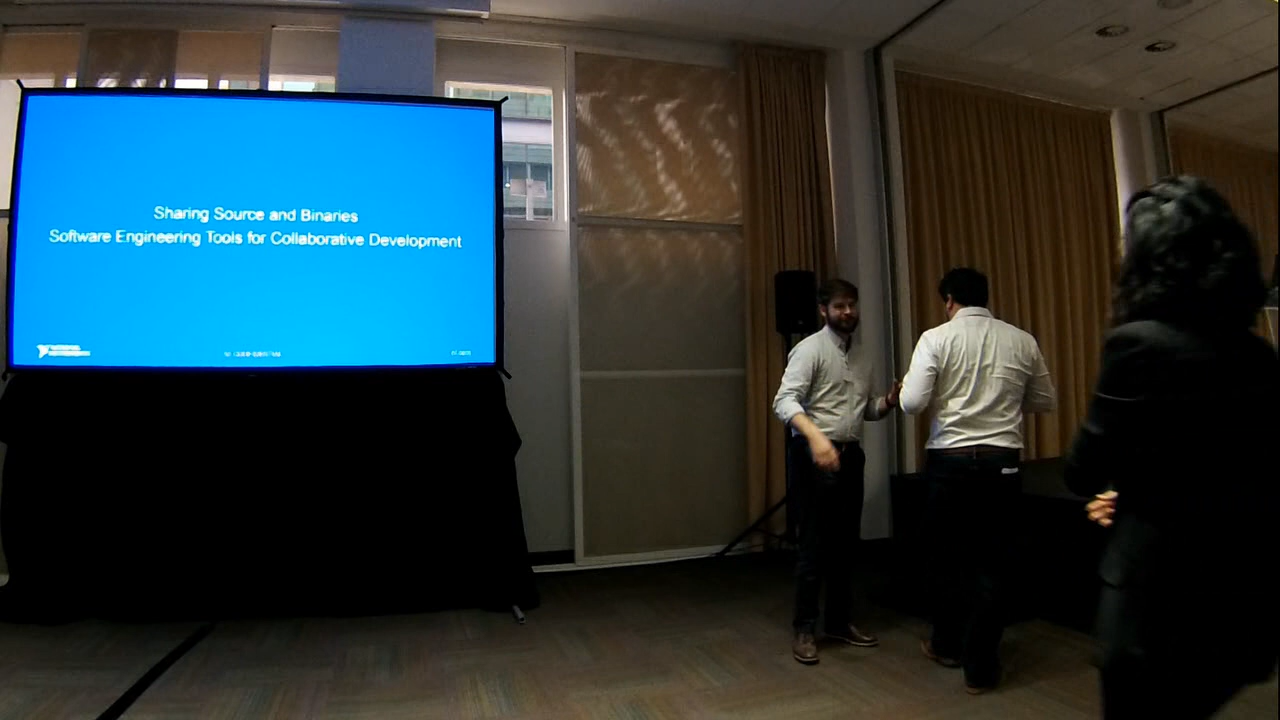 Sharing Source and Binaries
Software Engineering Tools for Collaborative Development